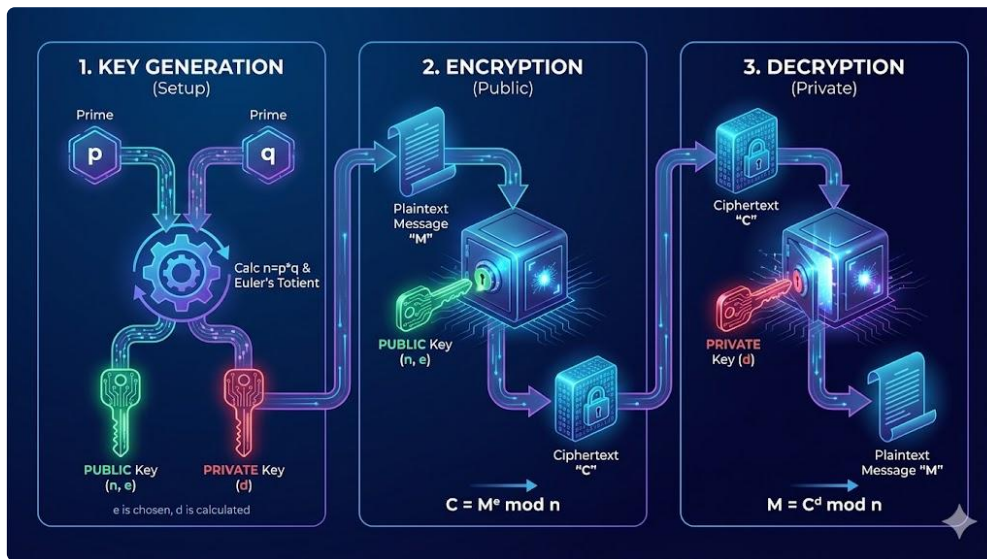 1. KEY GENERATION
(Setup)
Prime
Prime
p
q
Calc n=p*q &
Euler's Totient
PUBLIC Key
(n, e)
PRIVATE Key
(d)
e is chosen, d is calculated
2. ENCRYPTION
(Public)
Plaintext
Message
"M"
PUBLIC Key
(n, e)
Ciphertext
"C"
C = Mᵉ mod n
3. DECRYPTION
(Private)
Ciphertext
"C"
PRIVATE
Key (d)
Plaintext
Message "M"
M = Cᵈ mod n